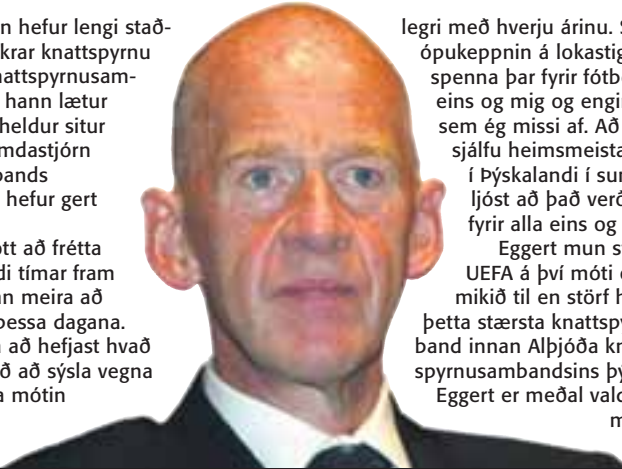 n hefur lengi stað-
krar knattspyrnu
nattspyrnusam-
hann lætur
heldur situr
mdastjórn
bands
hefur gert
ott að frétta
di tímar fram
an meira að
þessa dagana.
að hefjast hvað
ð að sýsla vegna
a mótin
legri með hverju árinu. S
ópukeppnin á lokastig
spenna þar fyrir fótbo
eins og mig og engin
sem ég missi af. Að
sjálfu heimsmeista
í Þýskalandi í sum
ljóst að það verð
fyrir alla eins og
Eggert mun st
UEFA á því móti o
mikið til en störf h
þetta stærsta knattspy
band innan Alþjóða kn
spyrnusambandsins þý
Eggert er meðal vald
m